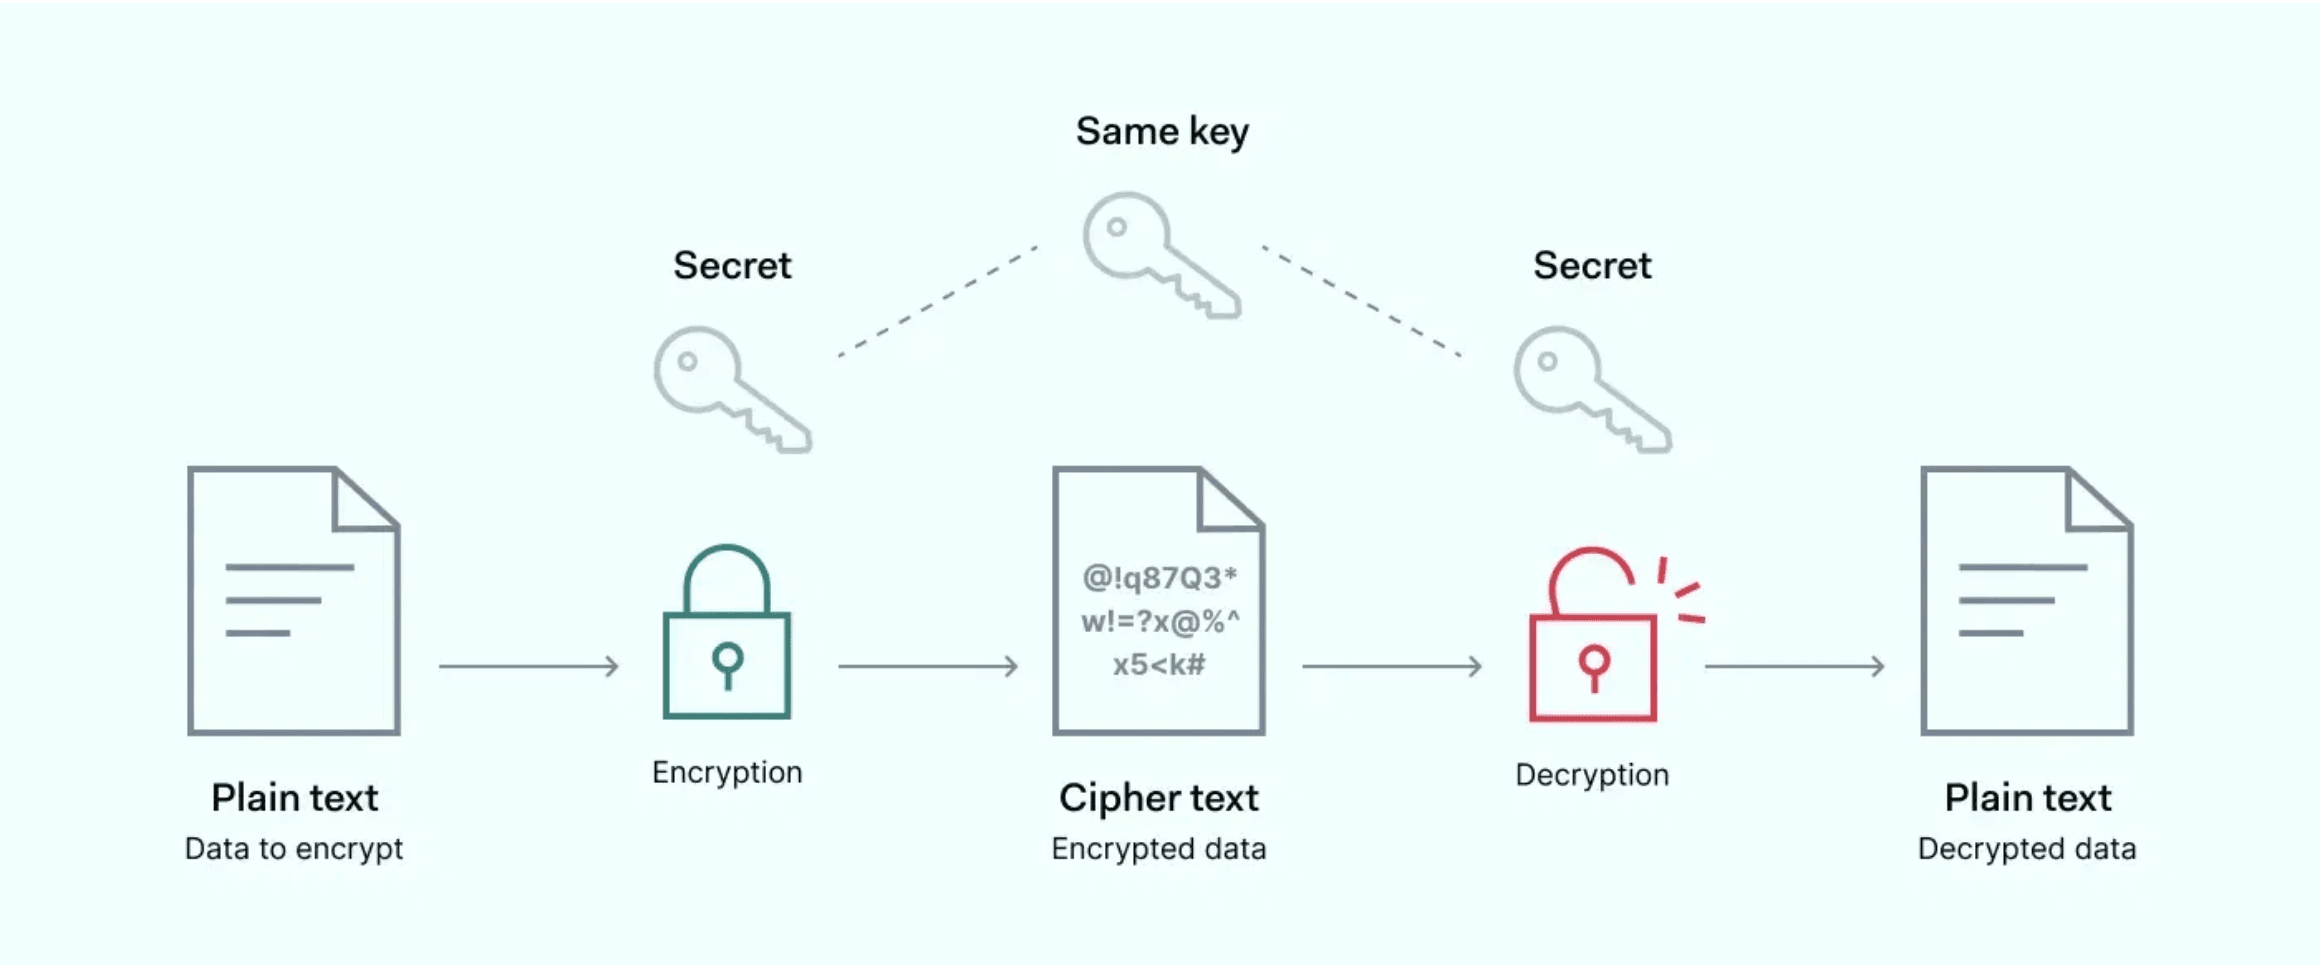 Same key
Secret
Secret
@!q87Q3*
w!=?x@%^
x5<k#
Encryption
Decryption
Plain text
Data to encrypt
Cipher text
Encrypted data
Plain text
Decrypted data